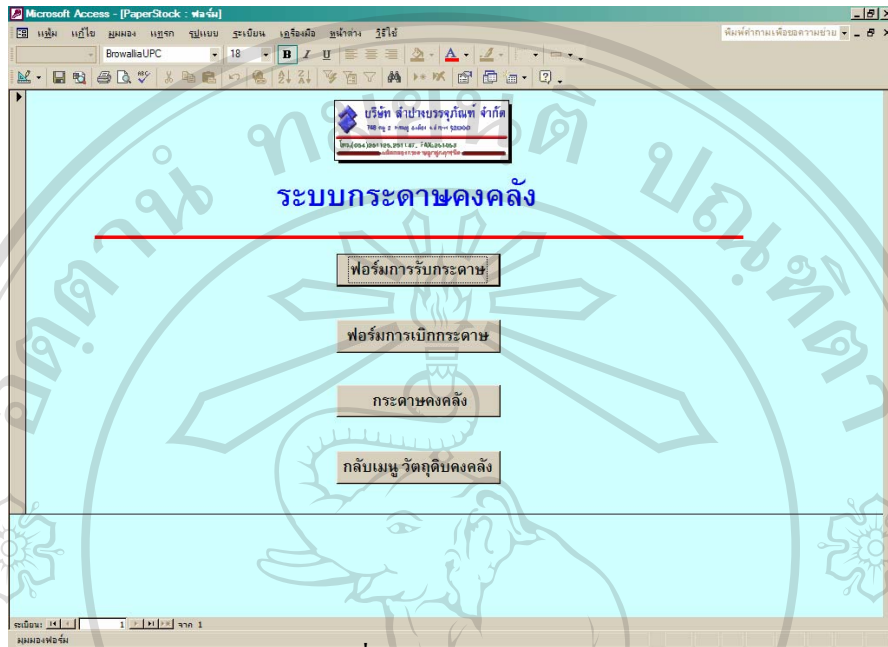 Microsoft Access - [PaperStock : ฟอร์ม]
แฟ้ม แก้ไข มุมมอง แทรก รูปแบบ ระเบียน เครื่องมือ หน้าต่าง วิธีใช้ พิมพ์คำถามเพื่อขอความช่วย
BrowalliaUPC 18 B I U
บริษัท ลำปางบรรจุภัณฑ์ จำกัด
ระบบกระดาษคงคลัง
ฟอร์มการรับกระดาษ
ฟอร์มการเบิกกระดาษ
กระดาษคงคลัง
กลับเมนู วัตถุดิบคงคลัง
ระเบียน: 1 จาก 1
มุมมองฟอร์ม